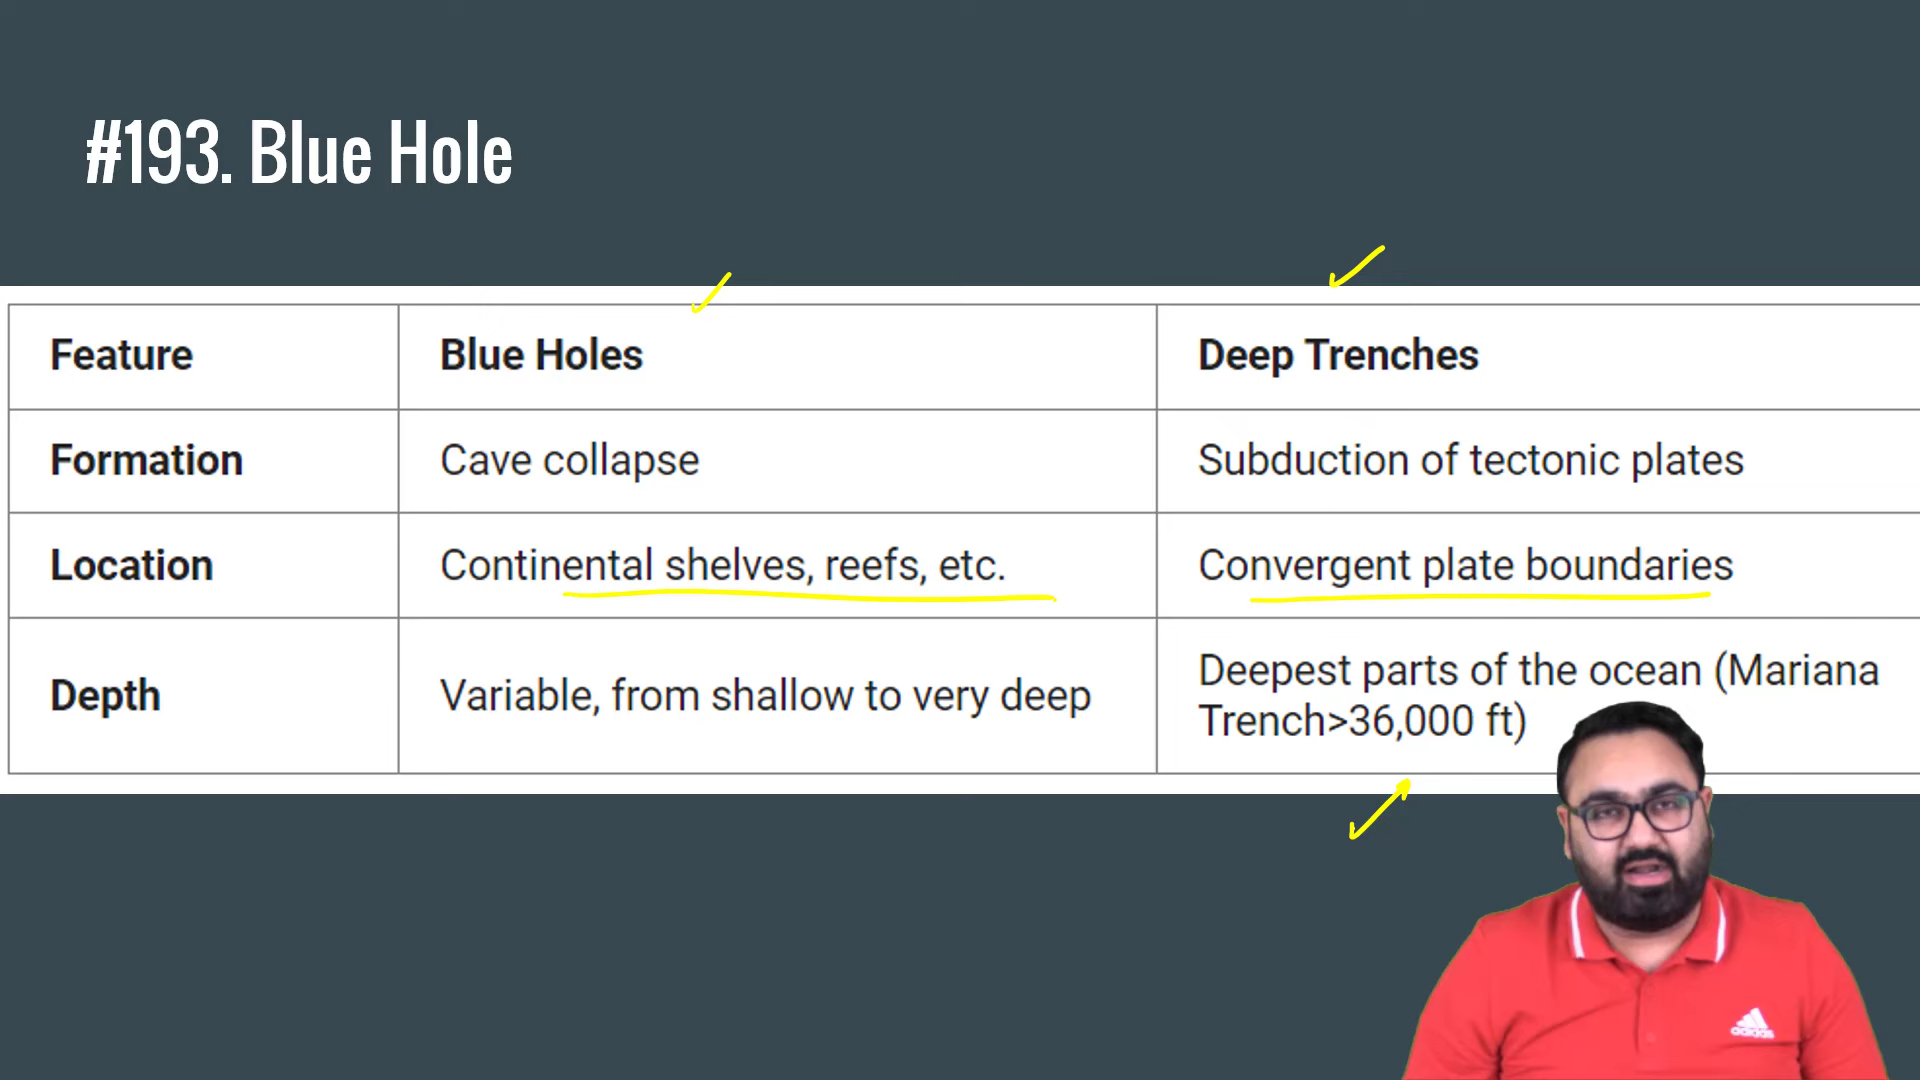 #193. Blue Hole
Feature
Blue Holes
Deep Trenches
Formation
Cave collapse
Subduction of tectonic plates
Location
Continental shelves, reefs, etc.
Convergent plate boundaries
Depth
Variable, from shallow to very deep
Deepest parts of the ocean (Mariana
Trench>36,000 ft)
adidas